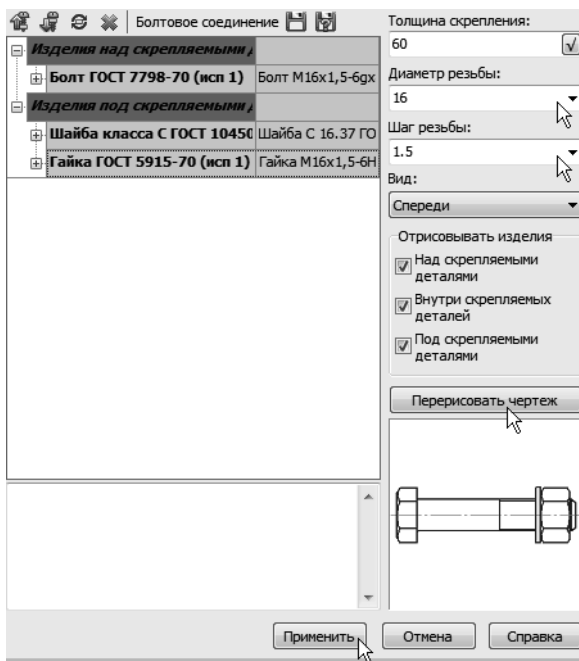 Болтовое соединение
Изделия над скрепляемыми
Болт ГОСТ 7798-70 (исп 1) Болт М16х1,5-6gх
Изделия под скрепляемыми
Шайба класса С ГОСТ 10450 Шайба С 16.37 ГО
Гайка ГОСТ 5915-70 (исп 1) Гайка М16х1,5-6Н
Толщина скрепления:
60
Диаметр резьбы:
16
Шаг резьбы:
1.5
Вид:
Спереди
Отрисовывать изделия
Над скрепляемыми
деталями
Внутри скрепляемых
деталей
Под скрепляемыми
деталями
Перерисовать чертеж
Применить Отмена Справка